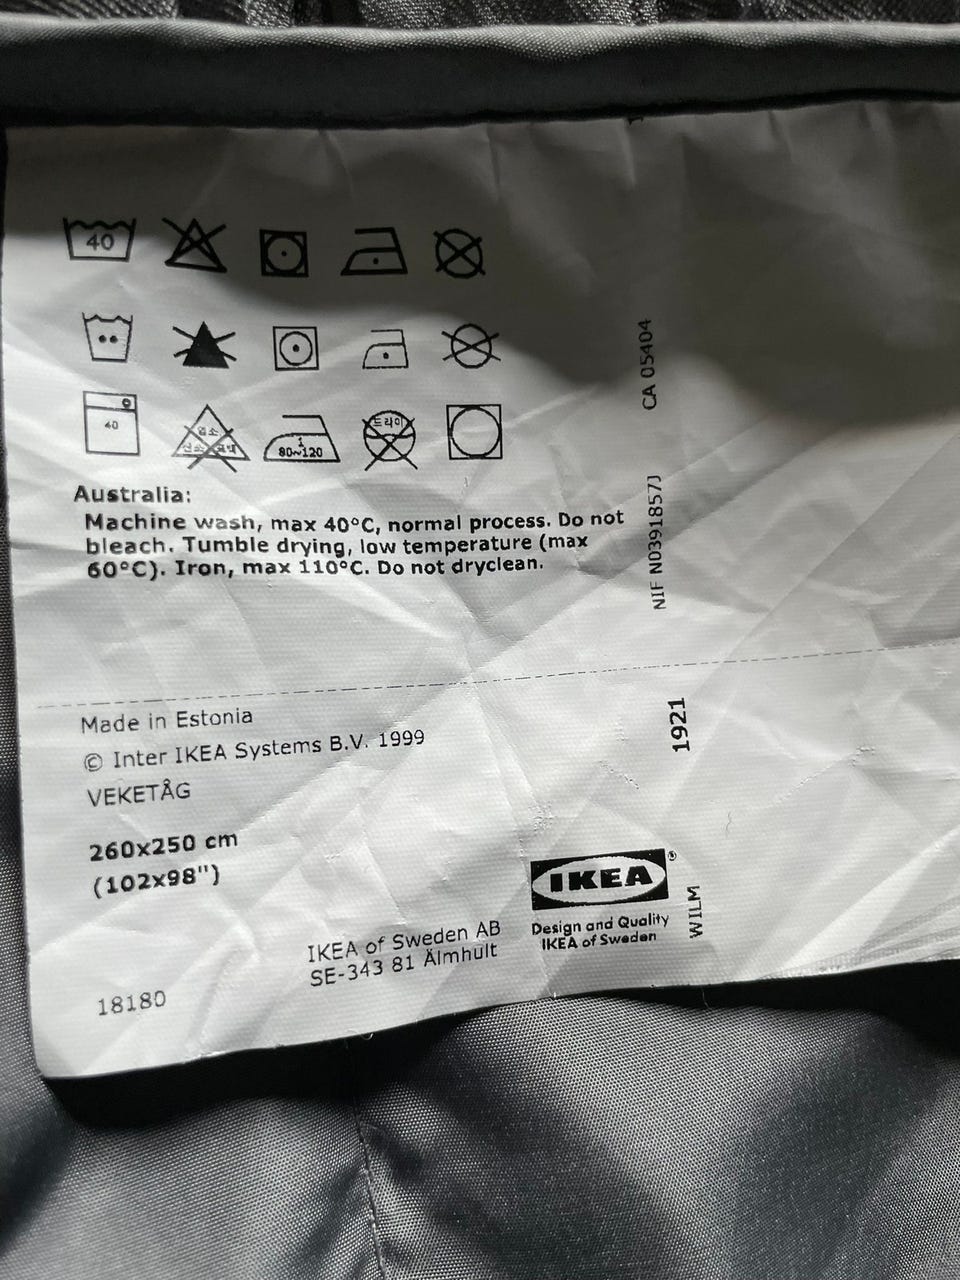 40
40
드라이
80~120
Australia:
Machine wash, max 40°C, normal process. Do not
bleach. Tumble drying, low temperature (max
60°C). Iron, max 110°C. Do not dryclean.
CA 05404
NIF N0391857J
Made in Estonia
© Inter IKEA Systems B.V. 1999
VEKETÅG
1921
260x250 cm
(102x98")
IKEA®
Design and Quality
IKEA of Sweden
WILM
IKEA of Sweden AB
SE-343 81 Älmhult
18180